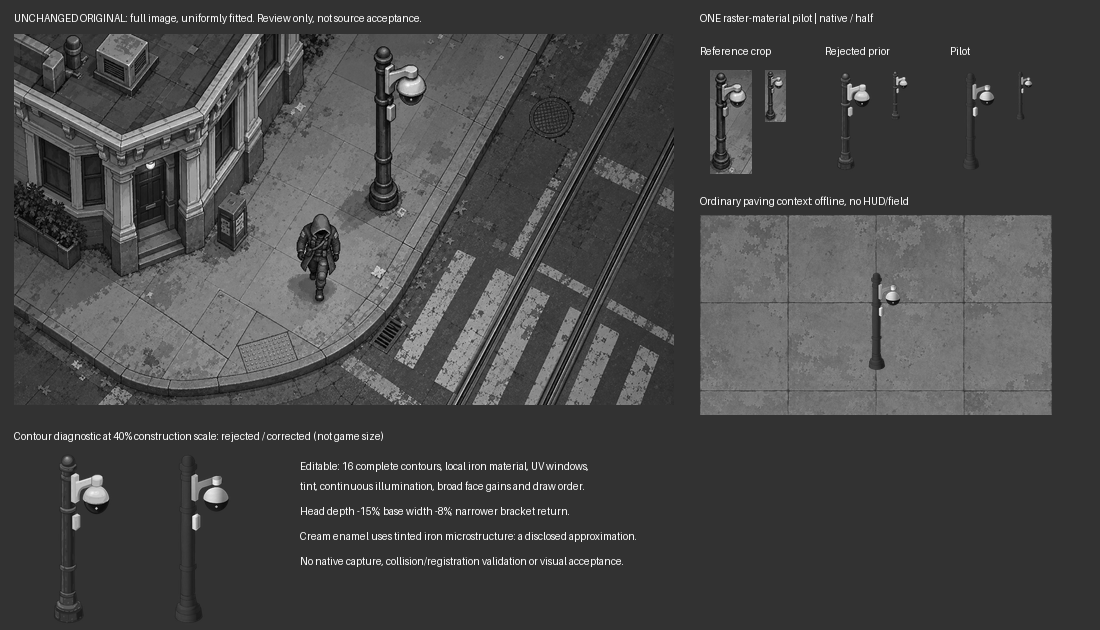 UNCHANGED ORIGINAL: full image, uniformly fitted. Review only, not source acceptance.
ONE raster-material pilot | native / half
Reference crop
Rejected prior
Pilot
Ordinary paving context: offline, no HUD/field
Contour diagnostic at 40% construction scale: rejected / corrected (not game size)
Editable: 16 complete contours, local iron material, UV windows,
tint, continuous illumination, broad face gains and draw order.
Head depth -15%; base width -8%; narrower bracket return.
Cream enamel uses tinted iron microstructure: a disclosed approximation.
No native capture, collision/registration validation or visual acceptance.